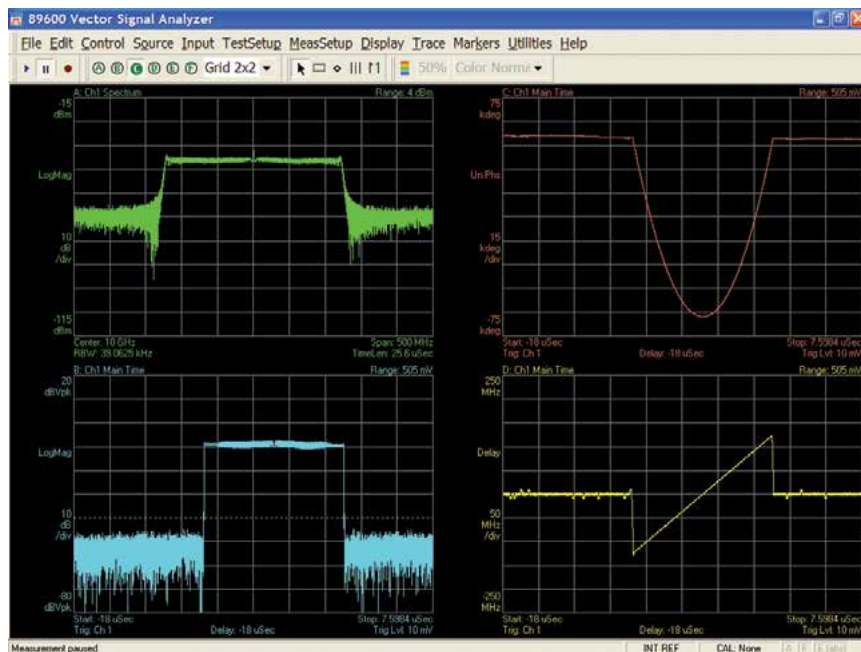 89600 Vector Signal Analyzer
File Edit Control Source Input TestSetup MeasSetup Display Trace Markers Utilities Help
A B C D E F Grid 2x2 50% Color Norma
A: Ch1 Spectrum Range: 4 dBm
-15
dBm
LogMag
10
dB
/div
-115
dBm
Center: 10 GHz Span: 500 MHz
RBW: 39.0625 kHz TimeLen: 25.6 uSec
C: Ch1 Main Time Range: 505 mV
75
kdeg
UnPhs
15
kdeg
/div
-75
kdeg
Start: -18 uSec Stop: 7.5984 uSec
Trig: Ch 1 Delay: -18 uSec Trig Lvl: 10 mV
B: Ch1 Main Time Range: 505 mV
20
dBVpk
LogMag
10
dB
/div
-80
dBVpk
Start: -18 uSec Stop: 7.5984 uSec
Trig: Ch 1 Delay: -18 uSec Trig Lvl: 10 mV
D: Ch1 Main Time Range: 505 mV
250
MHz
Delay
50
MHz
/div
-250
MHz
Start: -18 uSec Stop: 7.5984 uSec
Trig: Ch 1 Delay: -18 uSec Trig Lvl: 10 mV
Measurement paused INT REF CAL: None